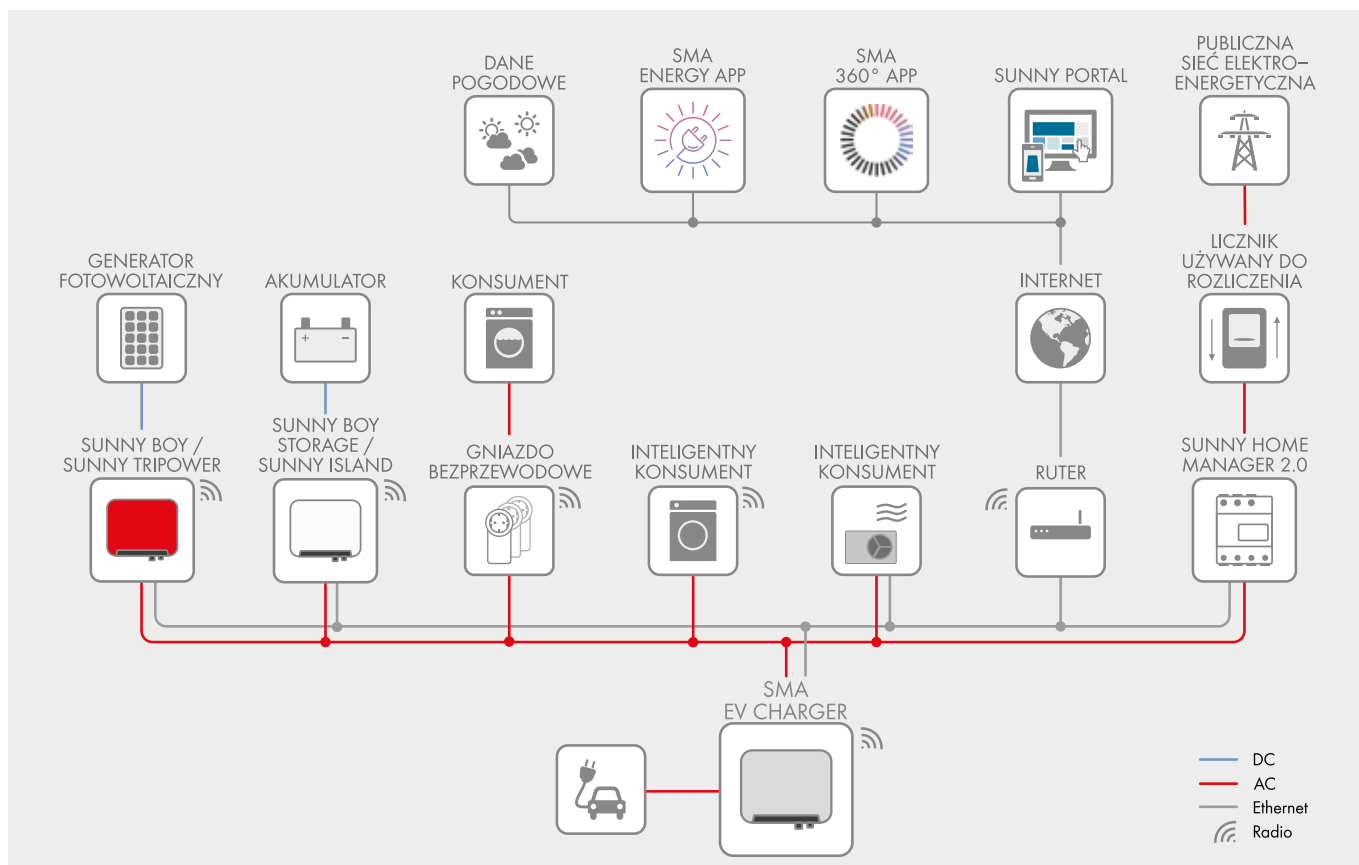 DANE
POGODOWE
SMA
ENERGY APP
SMA
360° APP
SUNNY PORTAL
PUBLICZNA
SIEĆ ELEKTRO–
ENERGETYCZNA
GENERATOR
FOTOWOLTAICZNY
AKUMULATOR
KONSUMENT
INTERNET
LICZNIK
UŻYWANY DO
ROZLICZENIA
SUNNY BOY /
SUNNY TRIPOWER
SUNNY BOY
STORAGE /
SUNNY ISLAND
GNIAZDO
BEZPRZEWODOWE
INTELIGENTNY
KONSUMENT
INTELIGENTNY
KONSUMENT
RUTER
SUNNY HOME
MANAGER 2.0
SMA
EV CHARGER
DC
AC
Ethernet
Radio